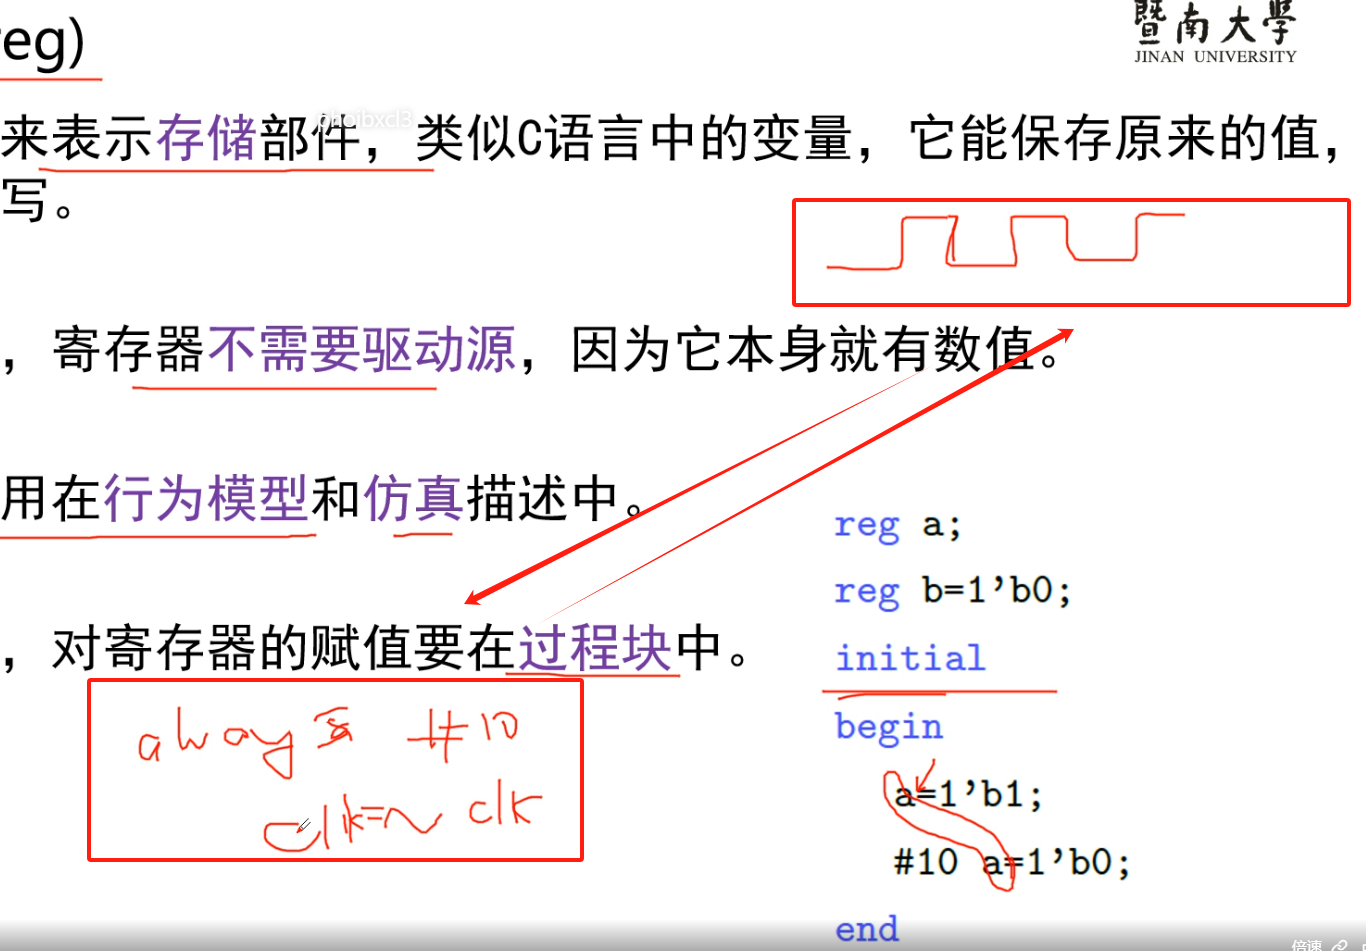 reg)
暨南大學
JINAN UNIVERSITY
来表示存储部件，类似C语言中的变量，它能保存原来的值，
写。
phoibxcl3
，寄存器不需要驱动源，因为它本身就有数值。
用在行为模型和仿真描述中。
，对寄存器的赋值要在过程块中。
always #10
clk=~clk
reg a;
reg b=1’b0;
initial
begin
a=1’b1;
#10 a=1’b0;
end
倍速